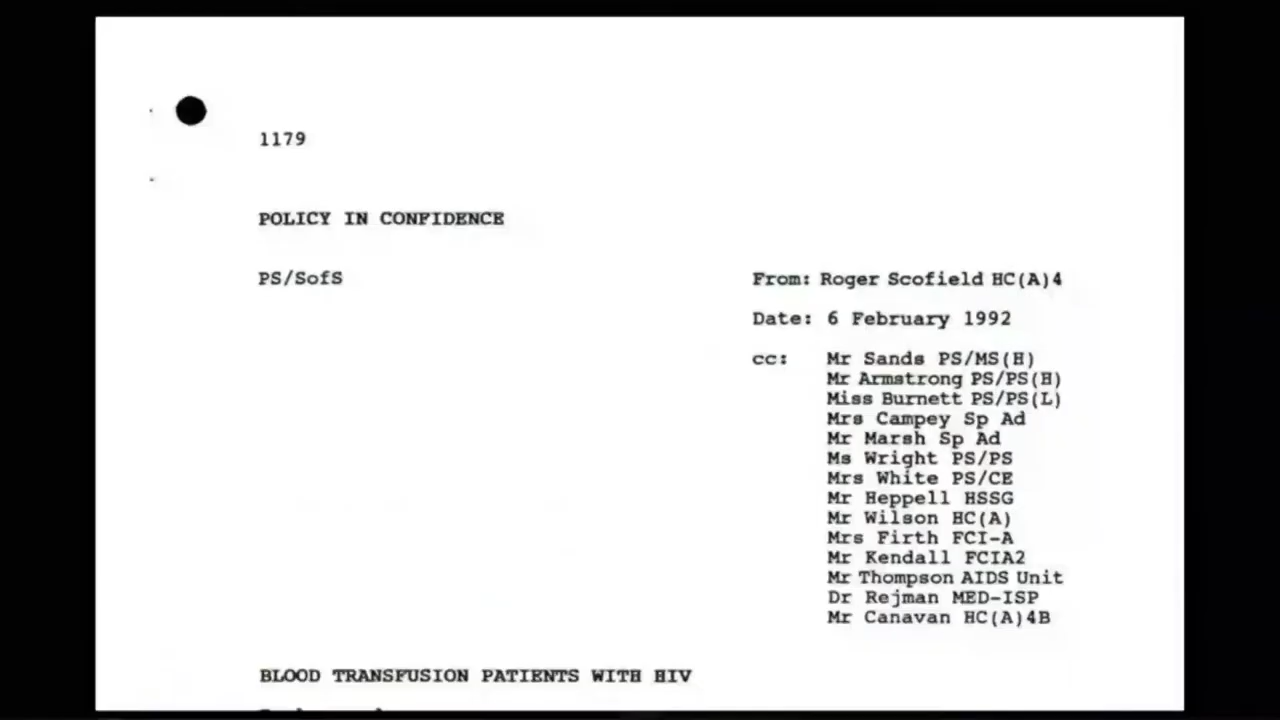 1179
POLICY IN CONFIDENCE
PS/SofS
From: Roger Scofield HC(A)4
Date: 6 February 1992
cc: Mr Sands PS/MS(H)
Mr Armstrong PS/PS(H)
Miss Burnett PS/PS(L)
Mrs Campey Sp Ad
Mr Marsh Sp Ad
Ms Wright PS/PS
Mrs White PS/CE
Mr Heppell HSSG
Mr Wilson HC(A)
Mrs Firth FCI-A
Mr Kendall FCIA2
Mr Thompson AIDS Unit
Dr Rejman MED-ISP
Mr Canavan HC(A)4B
BLOOD TRANSFUSION PATIENTS WITH HIV